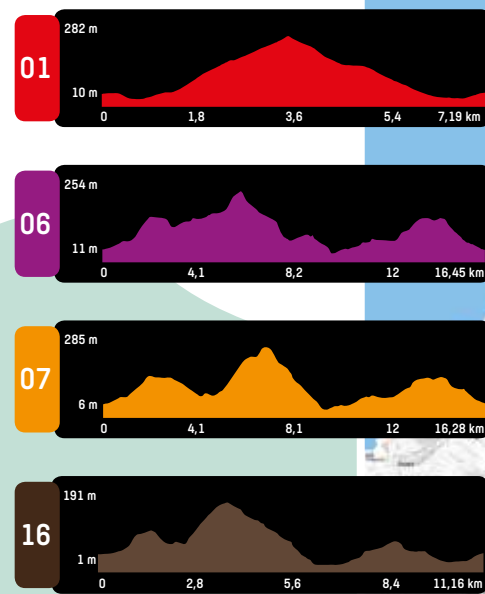 01
282 m
10 m
0 1,8 3,6 5,4 7,19 km
06
254 m
11 m
0 4,1 8,2 12 16,45 km
07
285 m
6 m
0 4,1 8,1 12 16,28 km
16
191 m
1 m
0 2,8 5,6 8,4 11,16 km